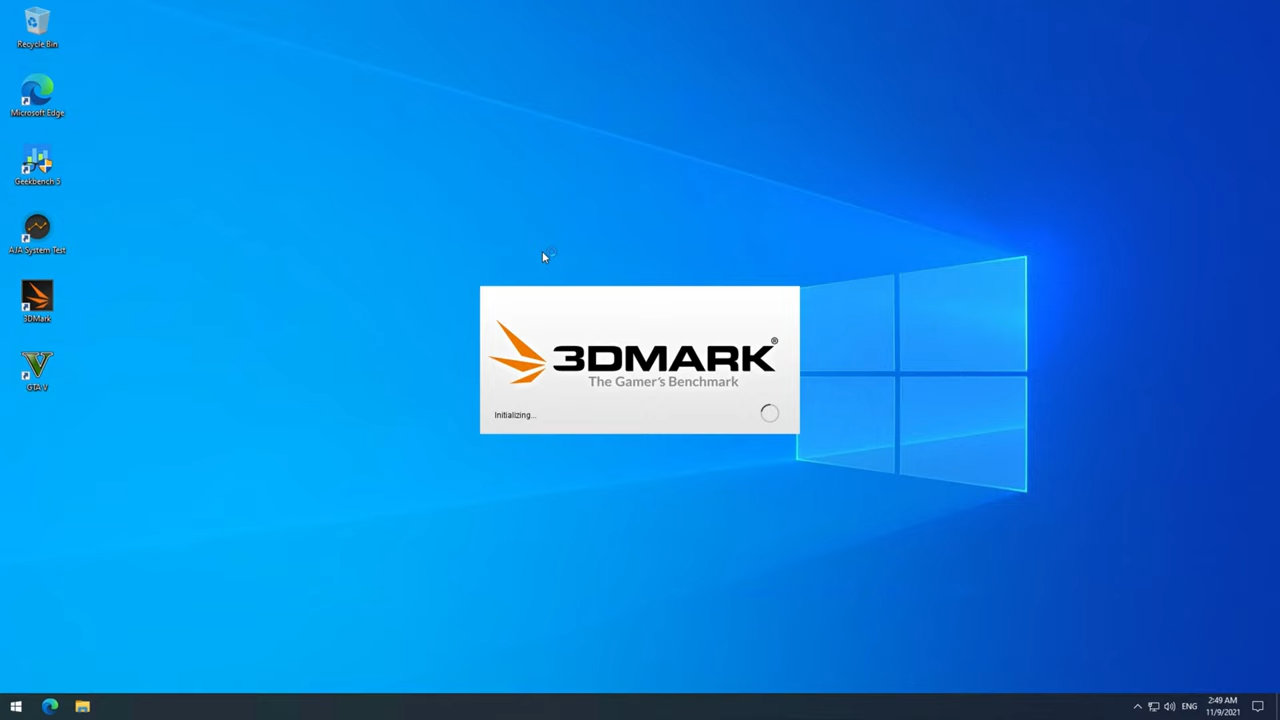 Recycle Bin
Microsoft Edge
Geekbench 5
AJA System Test
3DMark
GTA V
3DMARK®
The Gamer's Benchmark
Initializing...
ENG
2:49 AM
11/9/2021